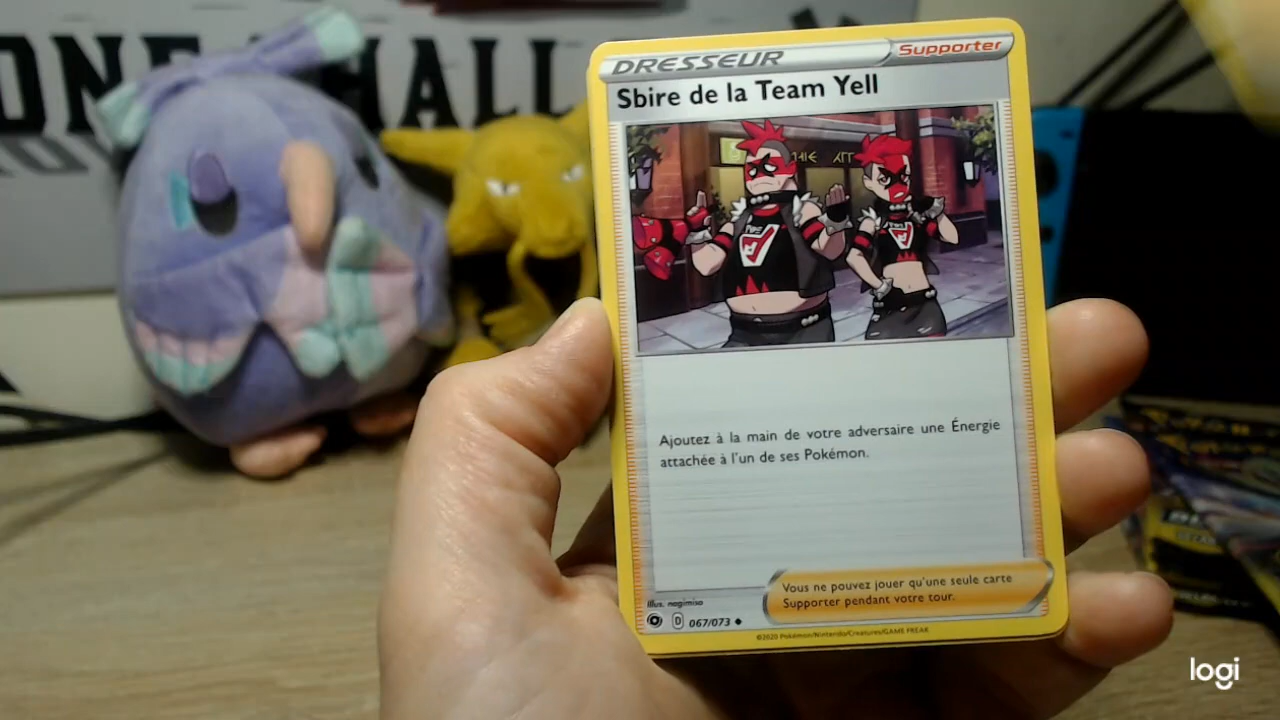 DRESSEUR
Supporter
Sbire de la Team Yell
Ajoutez à la main de votre adversaire une Énergie
attachée à l'un de ses Pokémon.
Vous ne pouvez jouer qu'une seule carte
Supporter pendant votre tour.
Illus. nagimiso
D 067/073
©2020 Pokémon/Nintendo/Creatures/GAME FREAK
logi